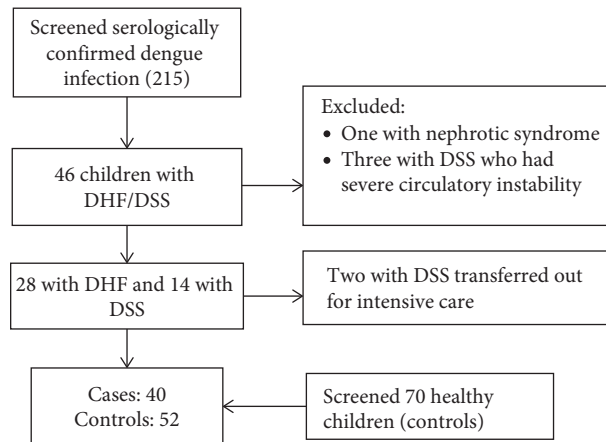 Screened serologically
confirmed dengue
infection (215)
Excluded:
• One with nephrotic syndrome
• Three with DSS who had
severe circulatory instability
46 children with
DHF/DSS
28 with DHF and 14 with
DSS
Two with DSS transferred out
for intensive care
Cases: 40
Controls: 52
Screened 70 healthy
children (controls)